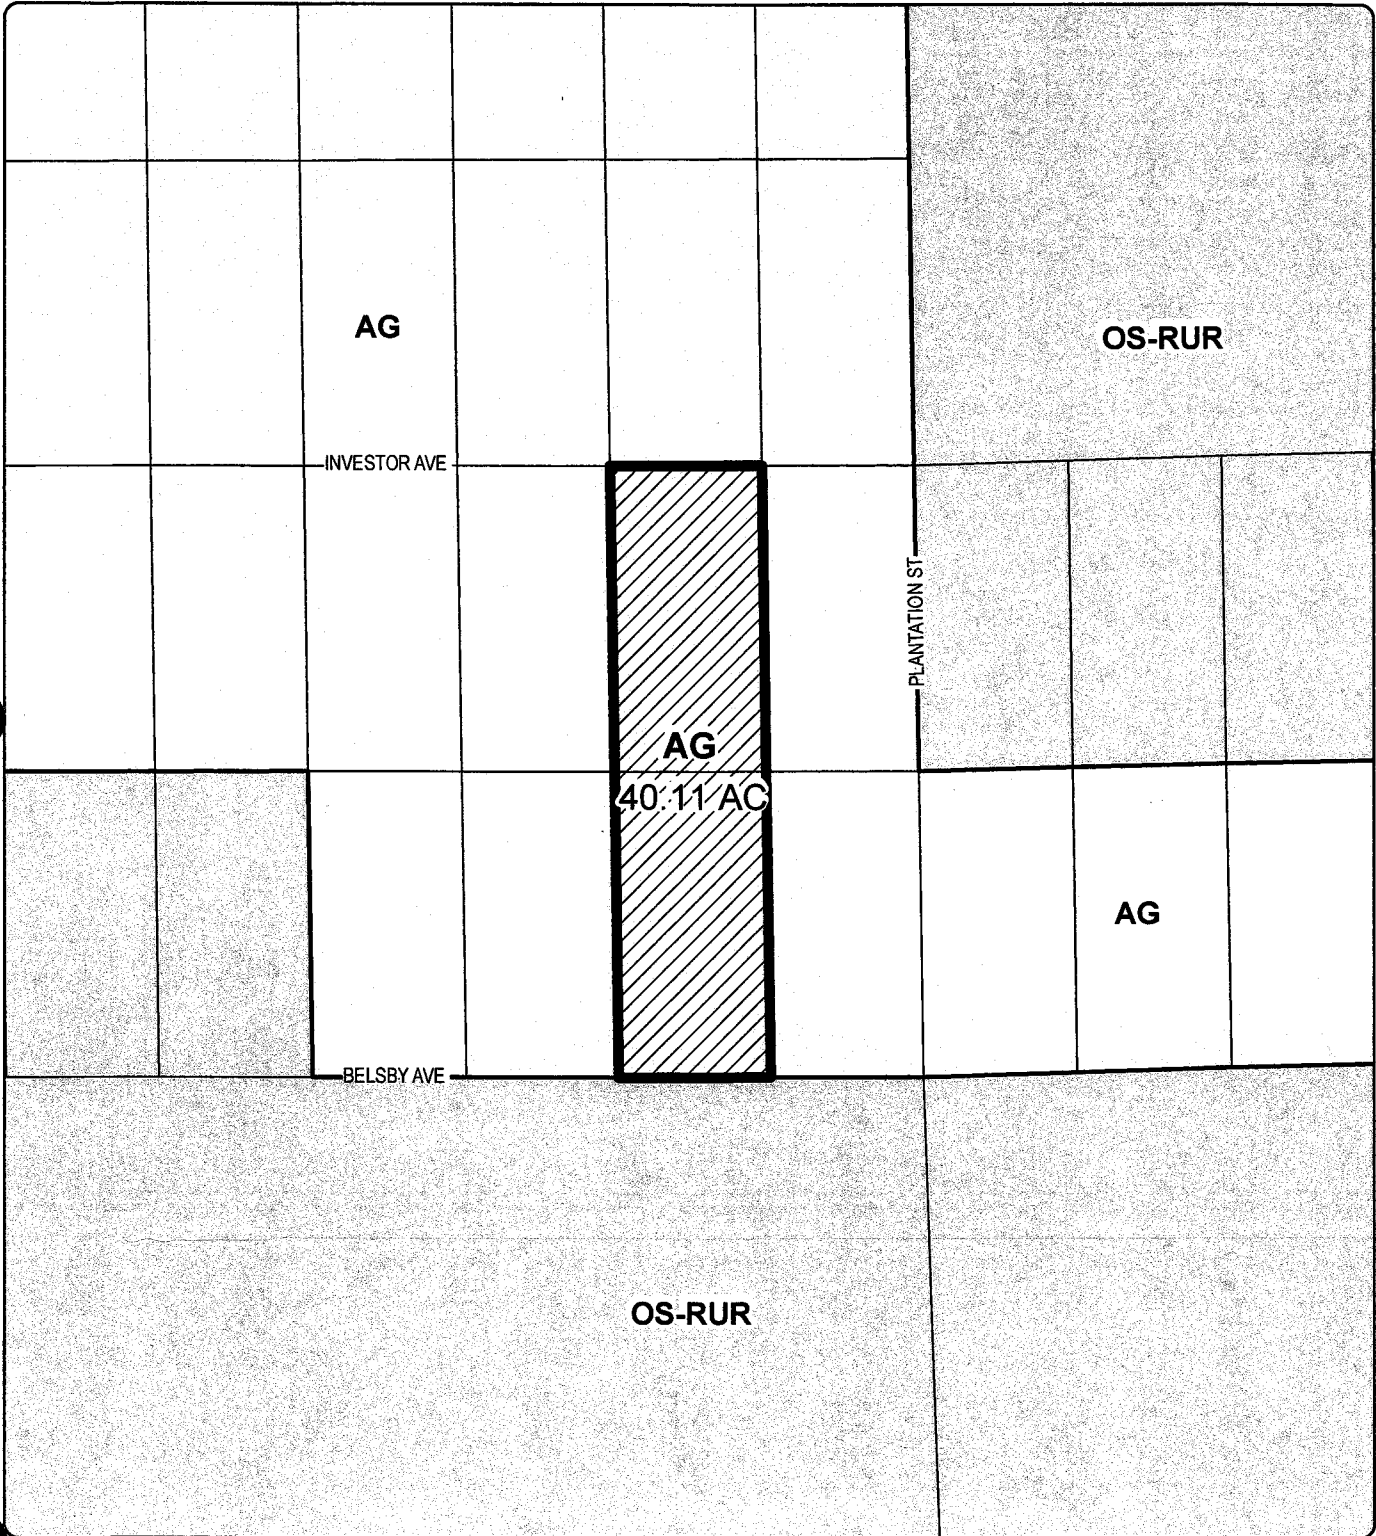 AG
OS-RUR
INVESTOR AVE
PLANTATION ST
AG
40.11 AC
AG
BELSBY AVE
OS-RUR